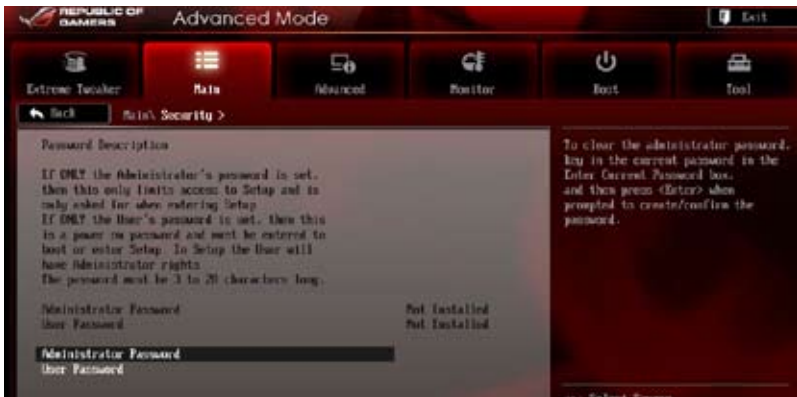 REPUBLIC OF
GAMERS
Advanced Mode
Exit
Extreme Tweaker
Main
Advanced
Monitor
Boot
Tool
Back
Main\ Security >
Password Description
If ONLY the Administrator's password is set,
then this only limits access to Setup and is
only asked for when entering Setup
If ONLY the User's password is set, then this
is a power on password and must be entered to
boot or enter Setup. In Setup the User will
have Administrator rights
The password must be 3 to 20 characters long.
Administrator Password Not Installed
User Password Not Installed
Administrator Password
User Password
To clear the administrator password,
key in the current password in the
Enter Current Password box,
and then press <Enter> when
prompted to create/confirm the
password.